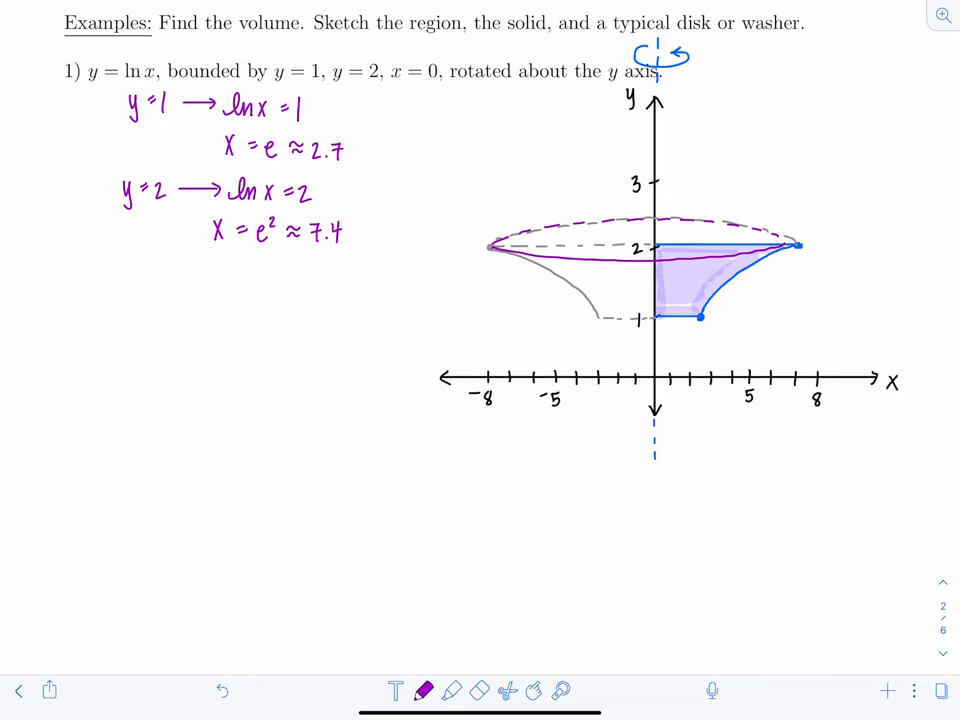 Examples: Find the volume. Sketch the region, the solid, and a typical disk or washer.
1) y = ln x, bounded by y = 1, y = 2, x = 0, rotated about the y axis.
y = 1 → ln x = 1
x = e ≈ 2.7
y = 2 → ln x = 2
x = e² ≈ 7.4
y
3
2
1
x
-8 -5 5 8
2
/
6
T